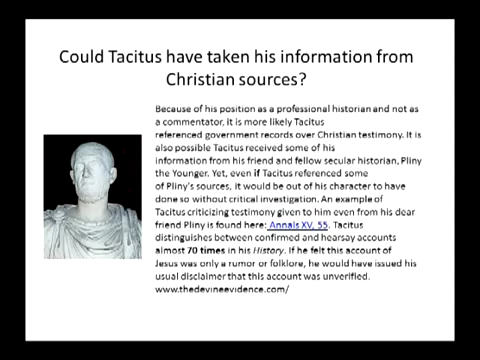 Could Tacitus have taken his information from
Christian sources?
Because of his position as a professional historian and not as
a commentator, it is more likely Tacitus
referenced government records over Christian testimony. It is
also possible Tacitus received some of his
information from his friend and fellow secular historian, Pliny
the Younger. Yet, even if Tacitus referenced some
of Pliny's sources, it would be out of his character to have
done so without critical investigation. An example of
Tacitus criticizing testimony given to him even from his dear
friend Pliny is found here: Annals XV, 55. Tacitus
distinguishes between confirmed and hearsay accounts
almost 70 times in his History. If he felt this account of
Jesus was only a rumor or folklore, he would have issued his
usual disclaimer that this account was unverified.
www.thedevineevidence.com/